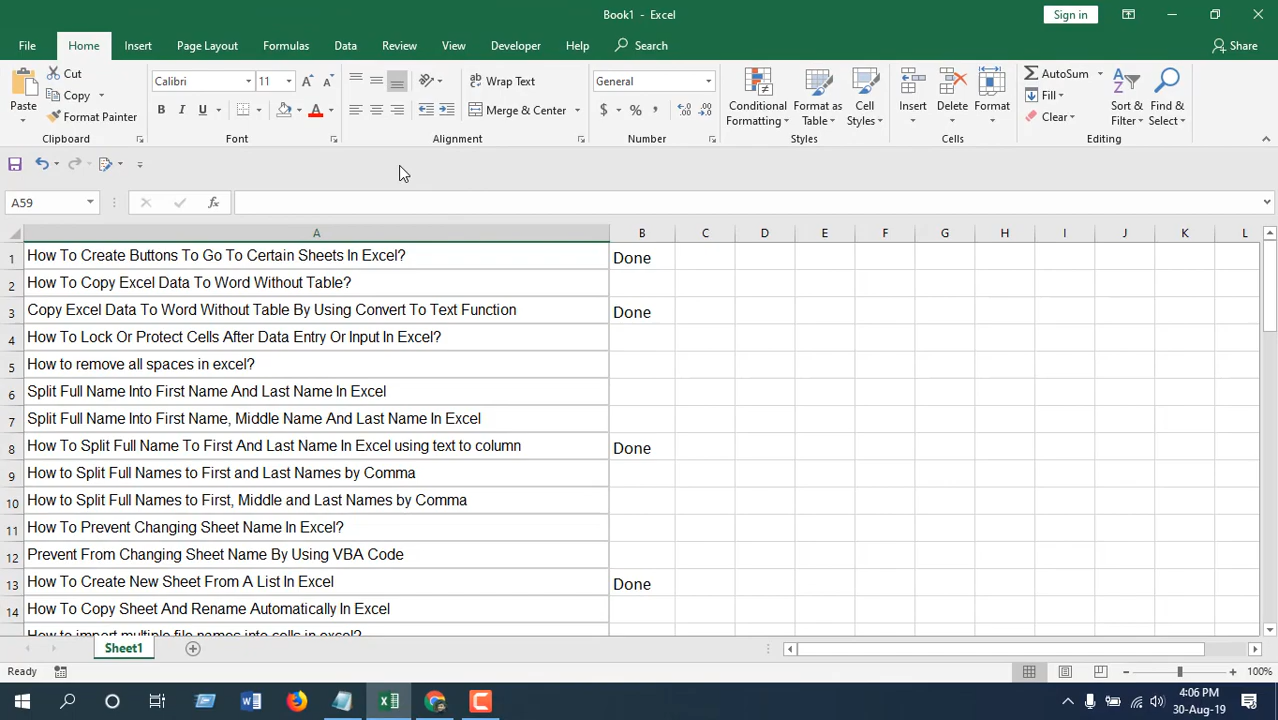 Book1 - Excel
Sign in
File Home Insert Page Layout Formulas Data Review View Developer Help Search Share
Paste
Cut
Copy
Format Painter
Clipboard
Calibri 11
B I U
A
Font
Wrap Text
Merge & Center
Alignment
General
$ % ,
Number
Conditional Formatting
Format as Table
Cell Styles
Styles
Insert
Delete
Format
Cells
AutoSum
Fill
Clear
Sort & Filter
Find & Select
Editing
A59
fx
A B C D E F G H I J K L
1 How To Create Buttons To Go To Certain Sheets In Excel? Done
2 How To Copy Excel Data To Word Without Table?
3 Copy Excel Data To Word Without Table By Using Convert To Text Function Done
4 How To Lock Or Protect Cells After Data Entry Or Input In Excel?
5 How to remove all spaces in excel?
6 Split Full Name Into First Name And Last Name In Excel
7 Split Full Name Into First Name, Middle Name And Last Name In Excel
8 How To Split Full Name To First And Last Name In Excel using text to column Done
9 How to Split Full Names to First and Last Names by Comma
10 How to Split Full Names to First, Middle and Last Names by Comma
11 How To Prevent Changing Sheet Name In Excel?
12 Prevent From Changing Sheet Name By Using VBA Code
13 How To Create New Sheet From A List In Excel Done
14 How To Copy Sheet And Rename Automatically In Excel
How to import multiple file names into cells in excel?
Sheet1
Ready
100%
4:06 PM
30-Aug-19